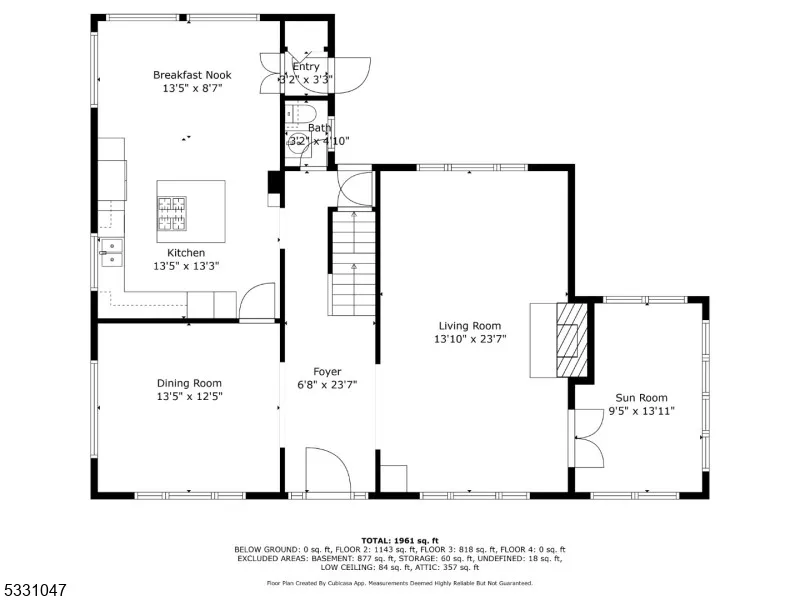 Breakfast Nook
13'5" x 8'7"
Entry
3'2" x 3'3"
Bath
3'2" x 4'10"
Kitchen
13'5" x 13'3"
Living Room
13'10" x 23'7"
Foyer
6'8" x 23'7"
Dining Room
13'5" x 12'5"
Sun Room
9'5" x 13'11"
TOTAL: 1961 sq. ft
BELOW GROUND: 0 sq. ft, FLOOR 2: 1143 sq. ft, FLOOR 3: 818 sq. ft, FLOOR 4: 0 sq. ft
EXCLUDED AREAS: BASEMENT: 877 sq. ft, STORAGE: 60 sq. ft, UNDEFINED: 18 sq. ft,
LOW CEILING: 84 sq. ft, ATTIC: 357 sq. ft
Floor Plan Created By Cubicasa App. Measurements Deemed Highly Reliable But Not Guaranteed.
5331047